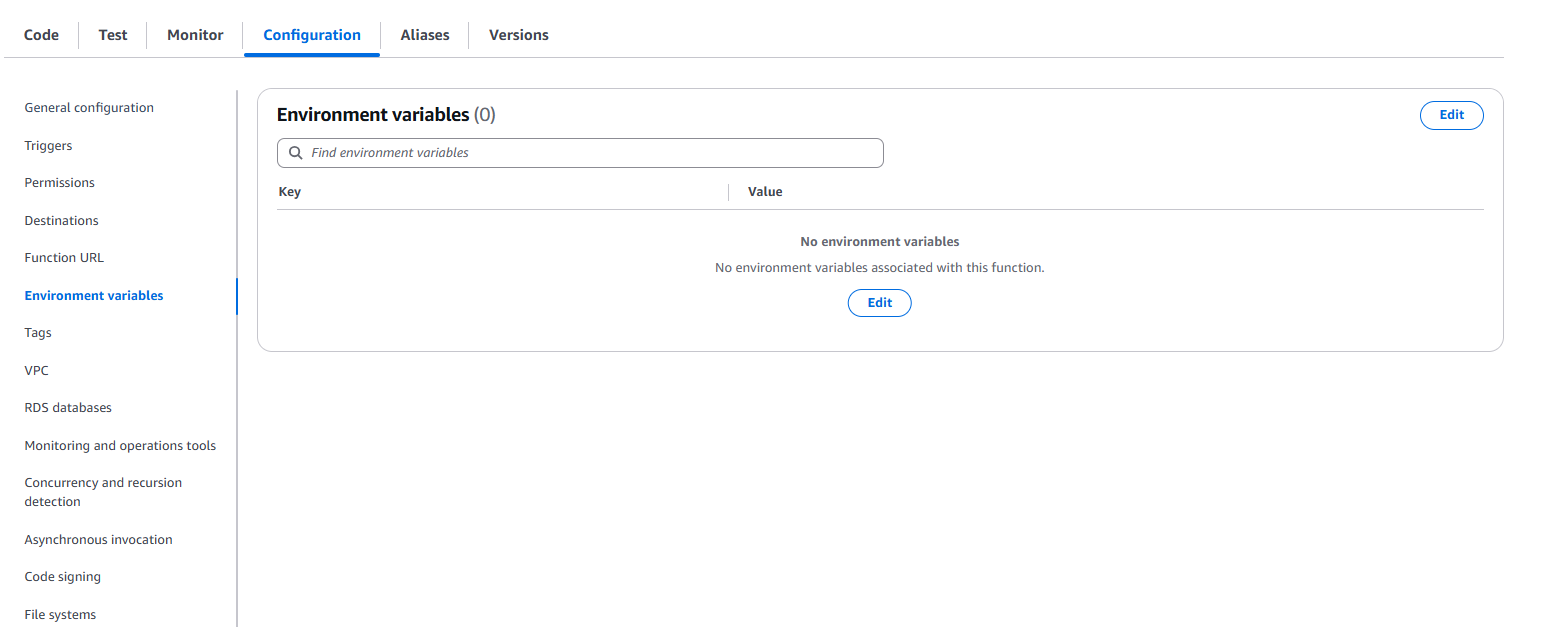 Code
Test
Monitor
Configuration
Aliases
Versions
General configuration
Triggers
Permissions
Destinations
Function URL
Environment variables
Tags
VPC
RDS databases
Monitoring and operations tools
Concurrency and recursion
detection
Asynchronous invocation
Code signing
File systems
Environment variables (0)
Edit
Find environment variables
Key
Value
No environment variables
No environment variables associated with this function.
Edit